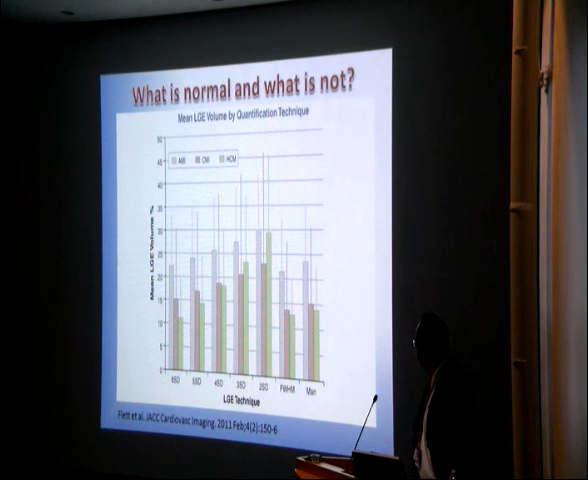 What is normal and what is not?
Mean LGE Volume by Quantification Technique
50
45
40
35
30
25
20
15
10
5
0
Mean LGE Volume %
AMI CMI HCM
6SD 5SD 4SD 3SD 2SD FWHM Man
LGE Technique
Flett et al. JACC Cardiovasc Imaging. 2011 Feb;4(2):150-6